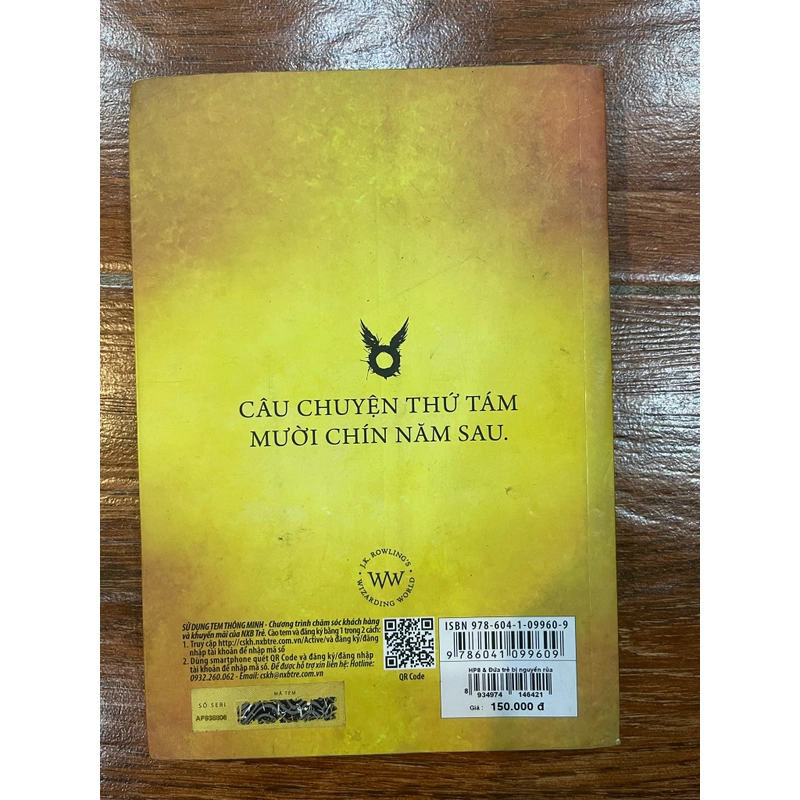 CÂU CHUYỆN THỨ TÁM
MƯỜI CHÍN NĂM SAU.
J.K. ROWLING'S
WW
WIZARDING WORLD
SỬ DỤNG TEM THÔNG MINH - Chương trình chăm sóc khách hàng
và khuyến mãi của NXB Trẻ. Cào tem và đăng ký bằng 1 trong 2 cách:
1. Truy cập http://cskh.nxbtre.com.vn/Active/và đăng ký/đăng
nhập tài khoản để nhập mã số
2. Dùng smartphone quét QR Code và đăng ký/đăng nhập
tài khoản để nhập mã số. Để được hỗ trợ xin liên hệ: Hotline:
0932.260.062 - Email: cskh@nxbtre.com.vn
QR Code
SỐ SERI
MÃ TEM
ISBN 978-604-1-09960-9
9 786041 099609
HP8 & Đứa trẻ bị nguyền rủa
8 934974 146421
Giá : 150.000 đ